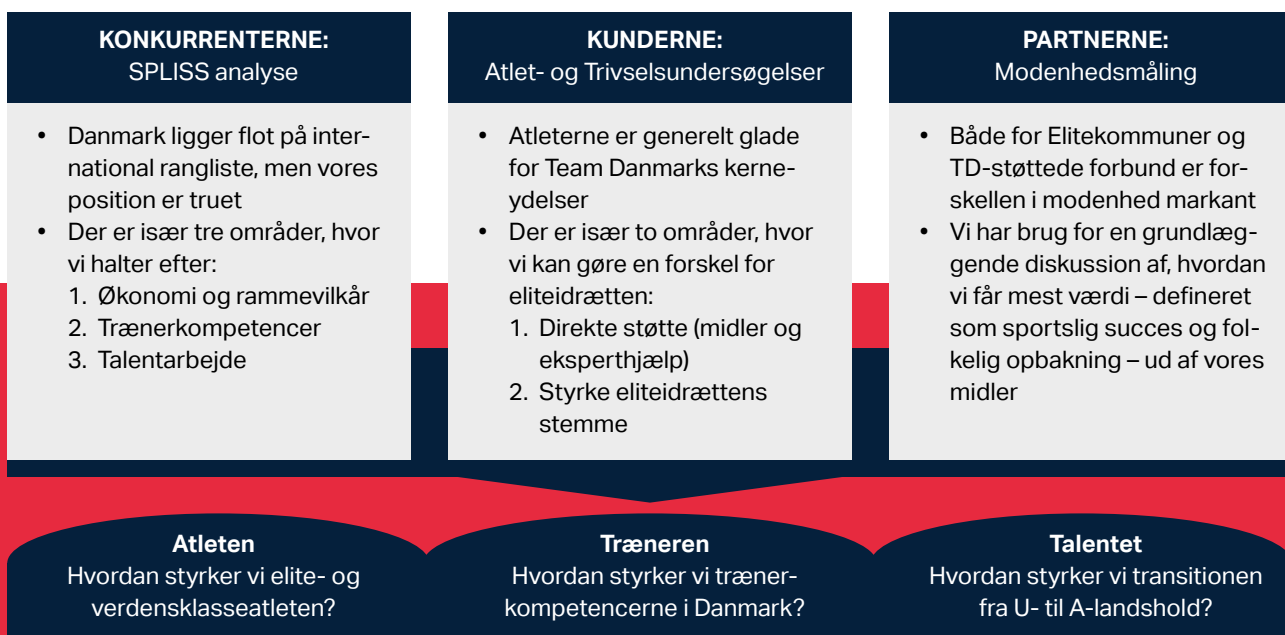 KONKURRENTERNE:
SPLISS analyse
• Danmark ligger flot på inter-
national rangliste, men vores
position er truet
• Der er især tre områder, hvor
vi halter efter:
1. Økonomi og rammevilkår
2. Trænerkompetencer
3. Talentarbejde
KUNDERNE:
Atlet- og Trivselsundersøgelser
• Atleterne er generelt glade
for Team Danmarks kerne-
ydelser
• Der er især to områder, hvor
vi kan gøre en forskel for
eliteidrætten:
1. Direkte støtte (midler og
eksperthjælp)
2. Styrke eliteidrættens
stemme
PARTNERNE:
Modenhedsmåling
• Både for Elitekommuner og
TD-støttede forbund er for-
skellen i modenhed markant
• Vi har brug for en grundlæg-
gende diskussion af, hvordan
vi får mest værdi – defineret
som sportslig succes og fol-
kelig opbakning – ud af vores
midler
Atleten
Hvordan styrker vi elite- og
verdensklasseatleten?
Træneren
Hvordan styrker vi træner-
kompetencerne i Danmark?
Talentet
Hvordan styrker vi transitionen
fra U- til A-landshold?